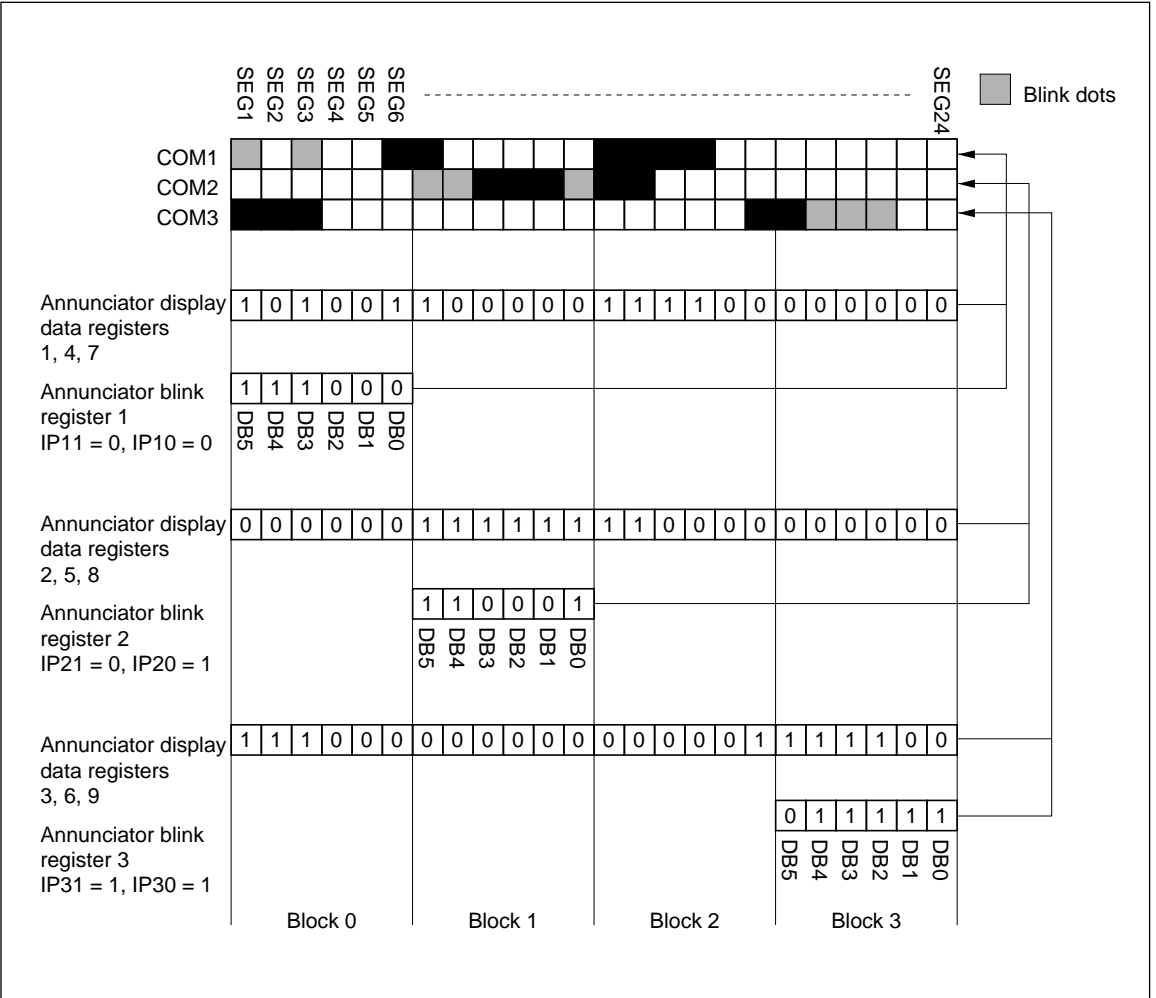 SEG1 SEG2 SEG3 SEG4 SEG5 SEG6 SEG24
Blink dots
COM1
COM2
COM3
Annunciator display
data registers
1, 4, 7
1 0 1 0 0 1 1 0 0 0 0 0 1 1 1 1 0 0 0 0 0 0 0 0
Annunciator blink
register 1
IP11 = 0, IP10 = 0
1 1 1 0 0 0
DB5 DB4 DB3 DB2 DB1 DB0
Annunciator display
data registers
2, 5, 8
0 0 0 0 0 0 1 1 1 1 1 1 1 1 0 0 0 0 0 0 0 0 0 0
Annunciator blink
register 2
IP21 = 0, IP20 = 1
1 1 0 0 0 1
DB5 DB4 DB3 DB2 DB1 DB0
Annunciator display
data registers
3, 6, 9
1 1 1 0 0 0 0 0 0 0 0 0 0 0 0 0 0 1 1 1 1 1 0 0
Annunciator blink
register 3
IP31 = 1, IP30 = 1
0 1 1 1 1 1
DB5 DB4 DB3 DB2 DB1 DB0
Block 0 Block 1 Block 2 Block 3